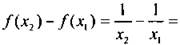 f(x₂) − f(x₁) = 1/x₂ − 1/x₁ =